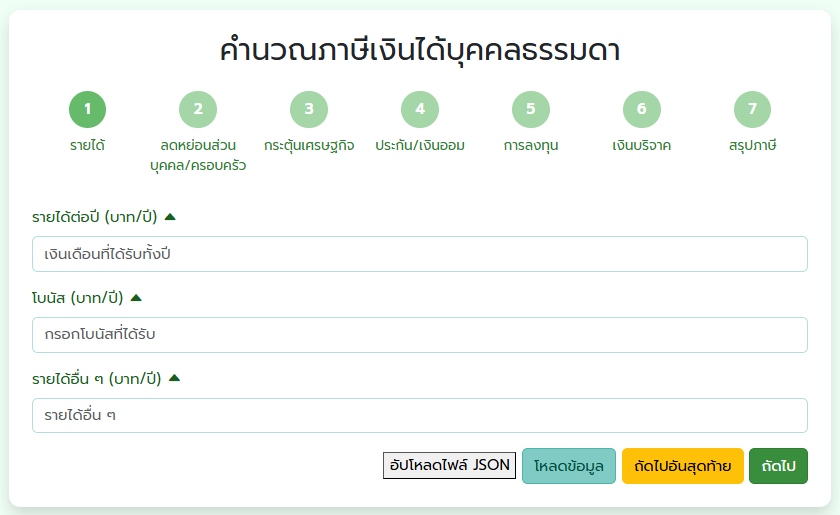 คำนวณภาษีเงินได้บุคคลธรรมดา
1 2 3 4 5 6 7
รายได้ ลดหย่อนส่วน กระตุ้นเศรษฐกิจ ประกัน/เงินออม การลงทุน เงินบริจาค สรุปภาษี
บุคคล/ครอบครัว
รายได้ต่อปี (บาท/ปี)
เงินเดือนที่ได้รับทั้งปี
โบนัส (บาท/ปี)
กรอกโบนัสที่ได้รับ
รายได้อื่น ๆ (บาท/ปี)
รายได้อื่น ๆ
อัปโหลดไฟล์ JSON โหลดข้อมูล ถัดไปอันสุดท้าย ถัดไป